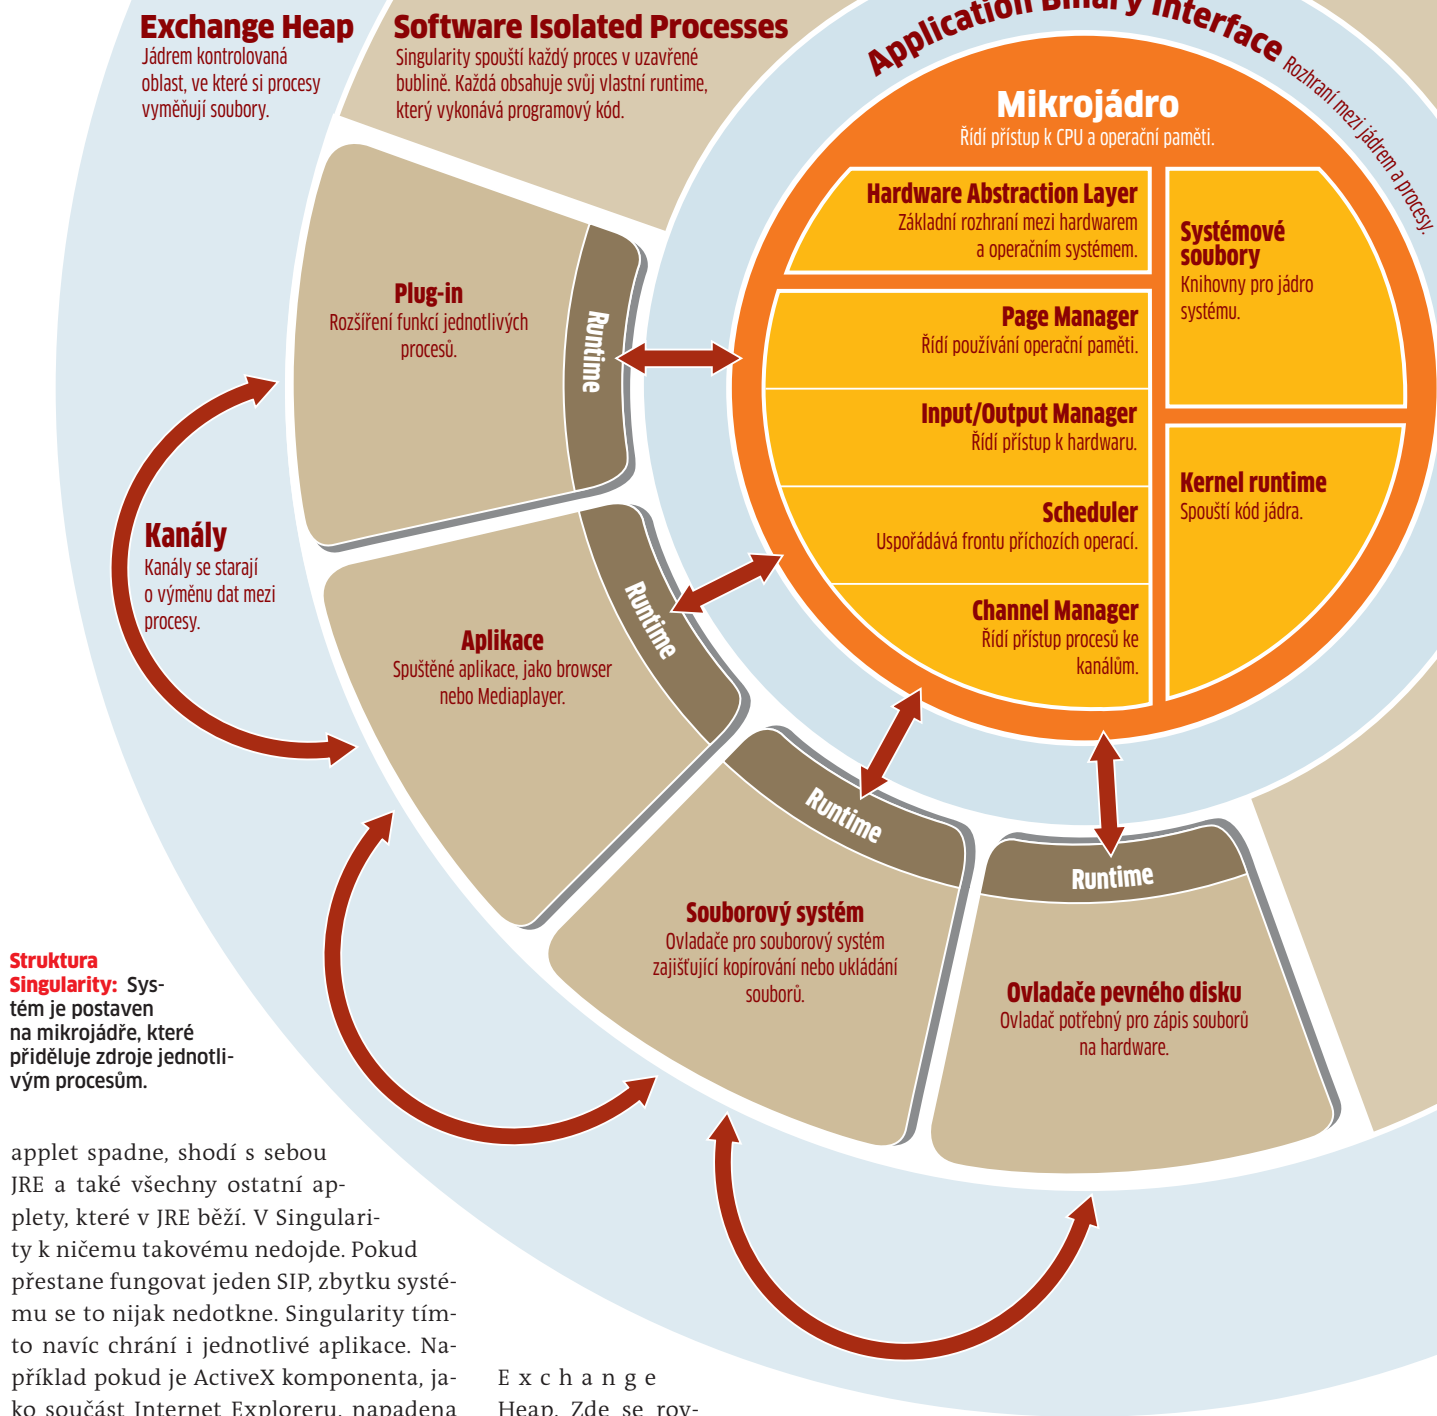 Exchange Heap
Jádrem kontrolovaná
oblast, ve které si procesy
vyměňují soubory.
Software Isolated Processes
Singularity spouští každý proces v uzavřené
bublině. Každá obsahuje svůj vlastní runtime,
který vykonává programový kód.
Application Binary Interface
Rozhraní mezi jádrem a procesy.
Mikrojádro
Řídí přístup k CPU a operační paměti.
Hardware Abstraction Layer
Základní rozhraní mezi hardwarem
a operačním systémem.
Systémové
soubory
Knihovny pro jádro
systému.
Page Manager
Řídí používání operační paměti.
Input/Output Manager
Řídí přístup k hardwaru.
Scheduler
Uspořádává frontu příchozích operací.
Channel Manager
Řídí přístup procesů ke
kanálům.
Kernel runtime
Spouští kód jádra.
Plug-in
Rozšíření funkcí jednotlivých
procesů.
Runtime
Kanály
Kanály se starají
o výměnu dat mezi
procesy.
Aplikace
Spuštěné aplikace, jako browser
nebo Mediaplayer.
Runtime
Souborový systém
Ovladače pro souborový systém
zajišťující kopírování nebo ukládání
souborů.
Runtime
Ovladače pevného disku
Ovladač potřebný pro zápis souborů
na hardware.
Runtime
Struktura
Singularity: Sys-
tém je postaven
na mikrojádře, které
přiděluje zdroje jednotli-
vým procesům.
applet spadne, shodí s sebou
JRE a také všechny ostatní ap-
plety, které v JRE běží. V Singulari-
ty k ničemu takovému nedojde. Pokud
přestane fungovat jeden SIP, zbytku systé-
mu se to nijak nedotkne. Singularity tím-
to navíc chrání i jednotlivé aplikace. Na-
příklad pokud je ActiveX komponenta, ja-
ko součást Internet Exploreru, napadena
Exchange
Heap. Zde se rov-